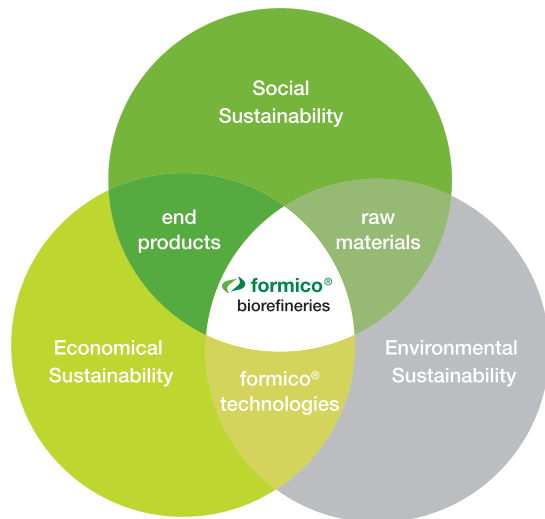 Social
Sustainability
end
products
raw
materials
formico®
biorefineries
Economical
Sustainability
Environmental
Sustainability
formico®
technologies